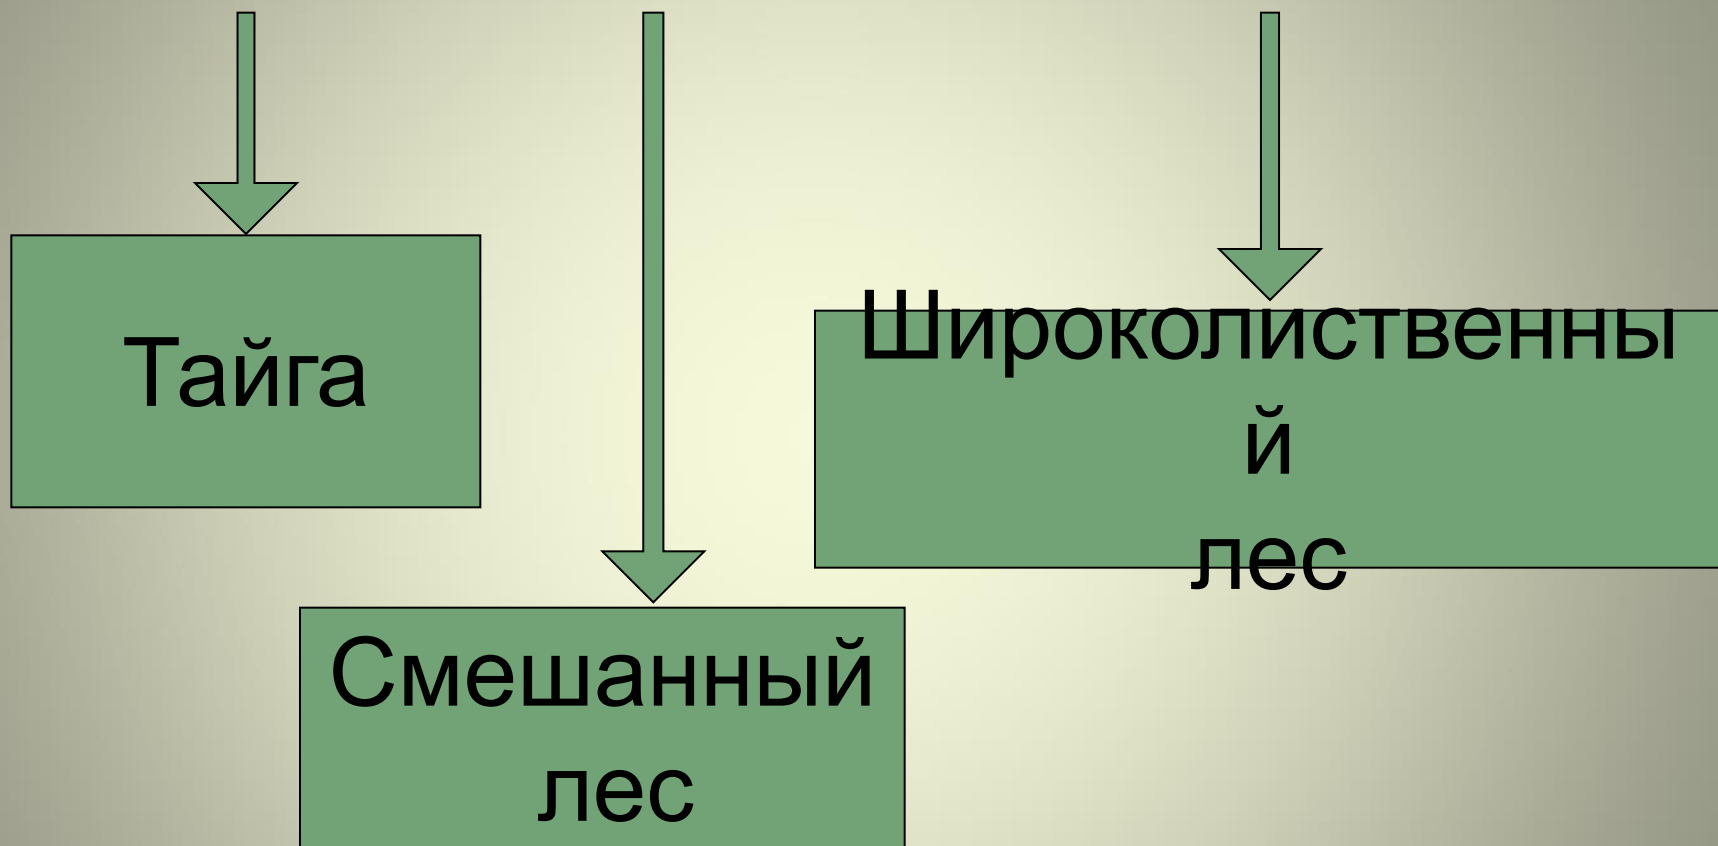 Тайга
Широколиственны
й
лес
Смешанный
лес